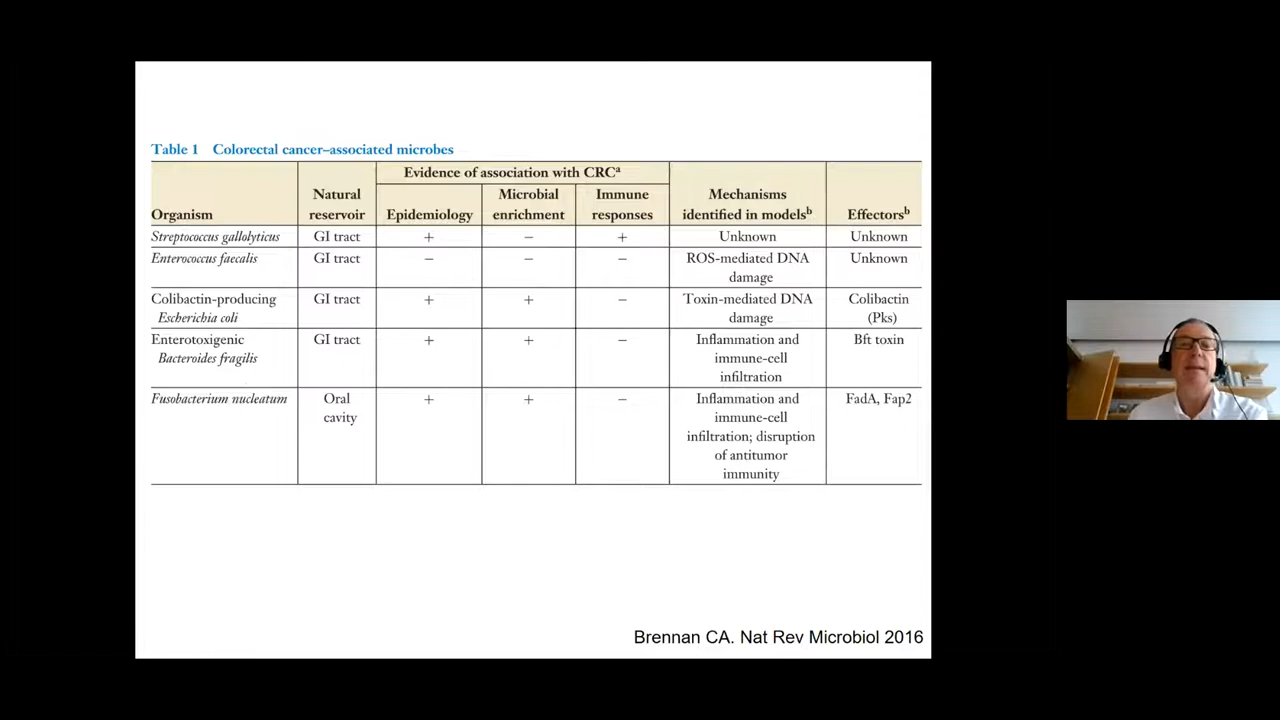 Table 1 Colorectal cancer–associated microbes
Evidence of association with CRCa
Natural Microbial Immune Mechanisms
Organism reservoir Epidemiology enrichment responses identified in modelsb Effectorsb
Streptococcus gallolyticus GI tract + − + Unknown Unknown
Enterococcus faecalis GI tract − − − ROS-mediated DNA Unknown
damage
Colibactin-producing GI tract + + − Toxin-mediated DNA Colibactin
Escherichia coli damage (Pks)
Enterotoxigenic GI tract + + − Inflammation and Bft toxin
Bacteroides fragilis immune-cell
infiltration
Fusobacterium nucleatum Oral + + − Inflammation and FadA, Fap2
cavity immune-cell
infiltration; disruption
of antitumor
immunity
Brennan CA. Nat Rev Microbiol 2016